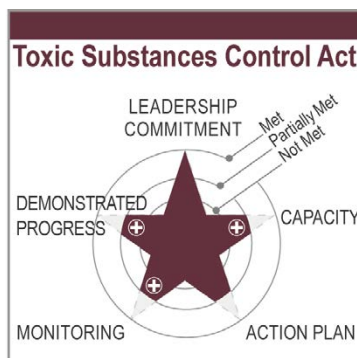 Toxic Substances Control Act
LEADERSHIP
COMMITMENT
Met
Partially Met
Not Met
DEMONSTRATED
PROGRESS
CAPACITY
MONITORING
ACTION PLAN